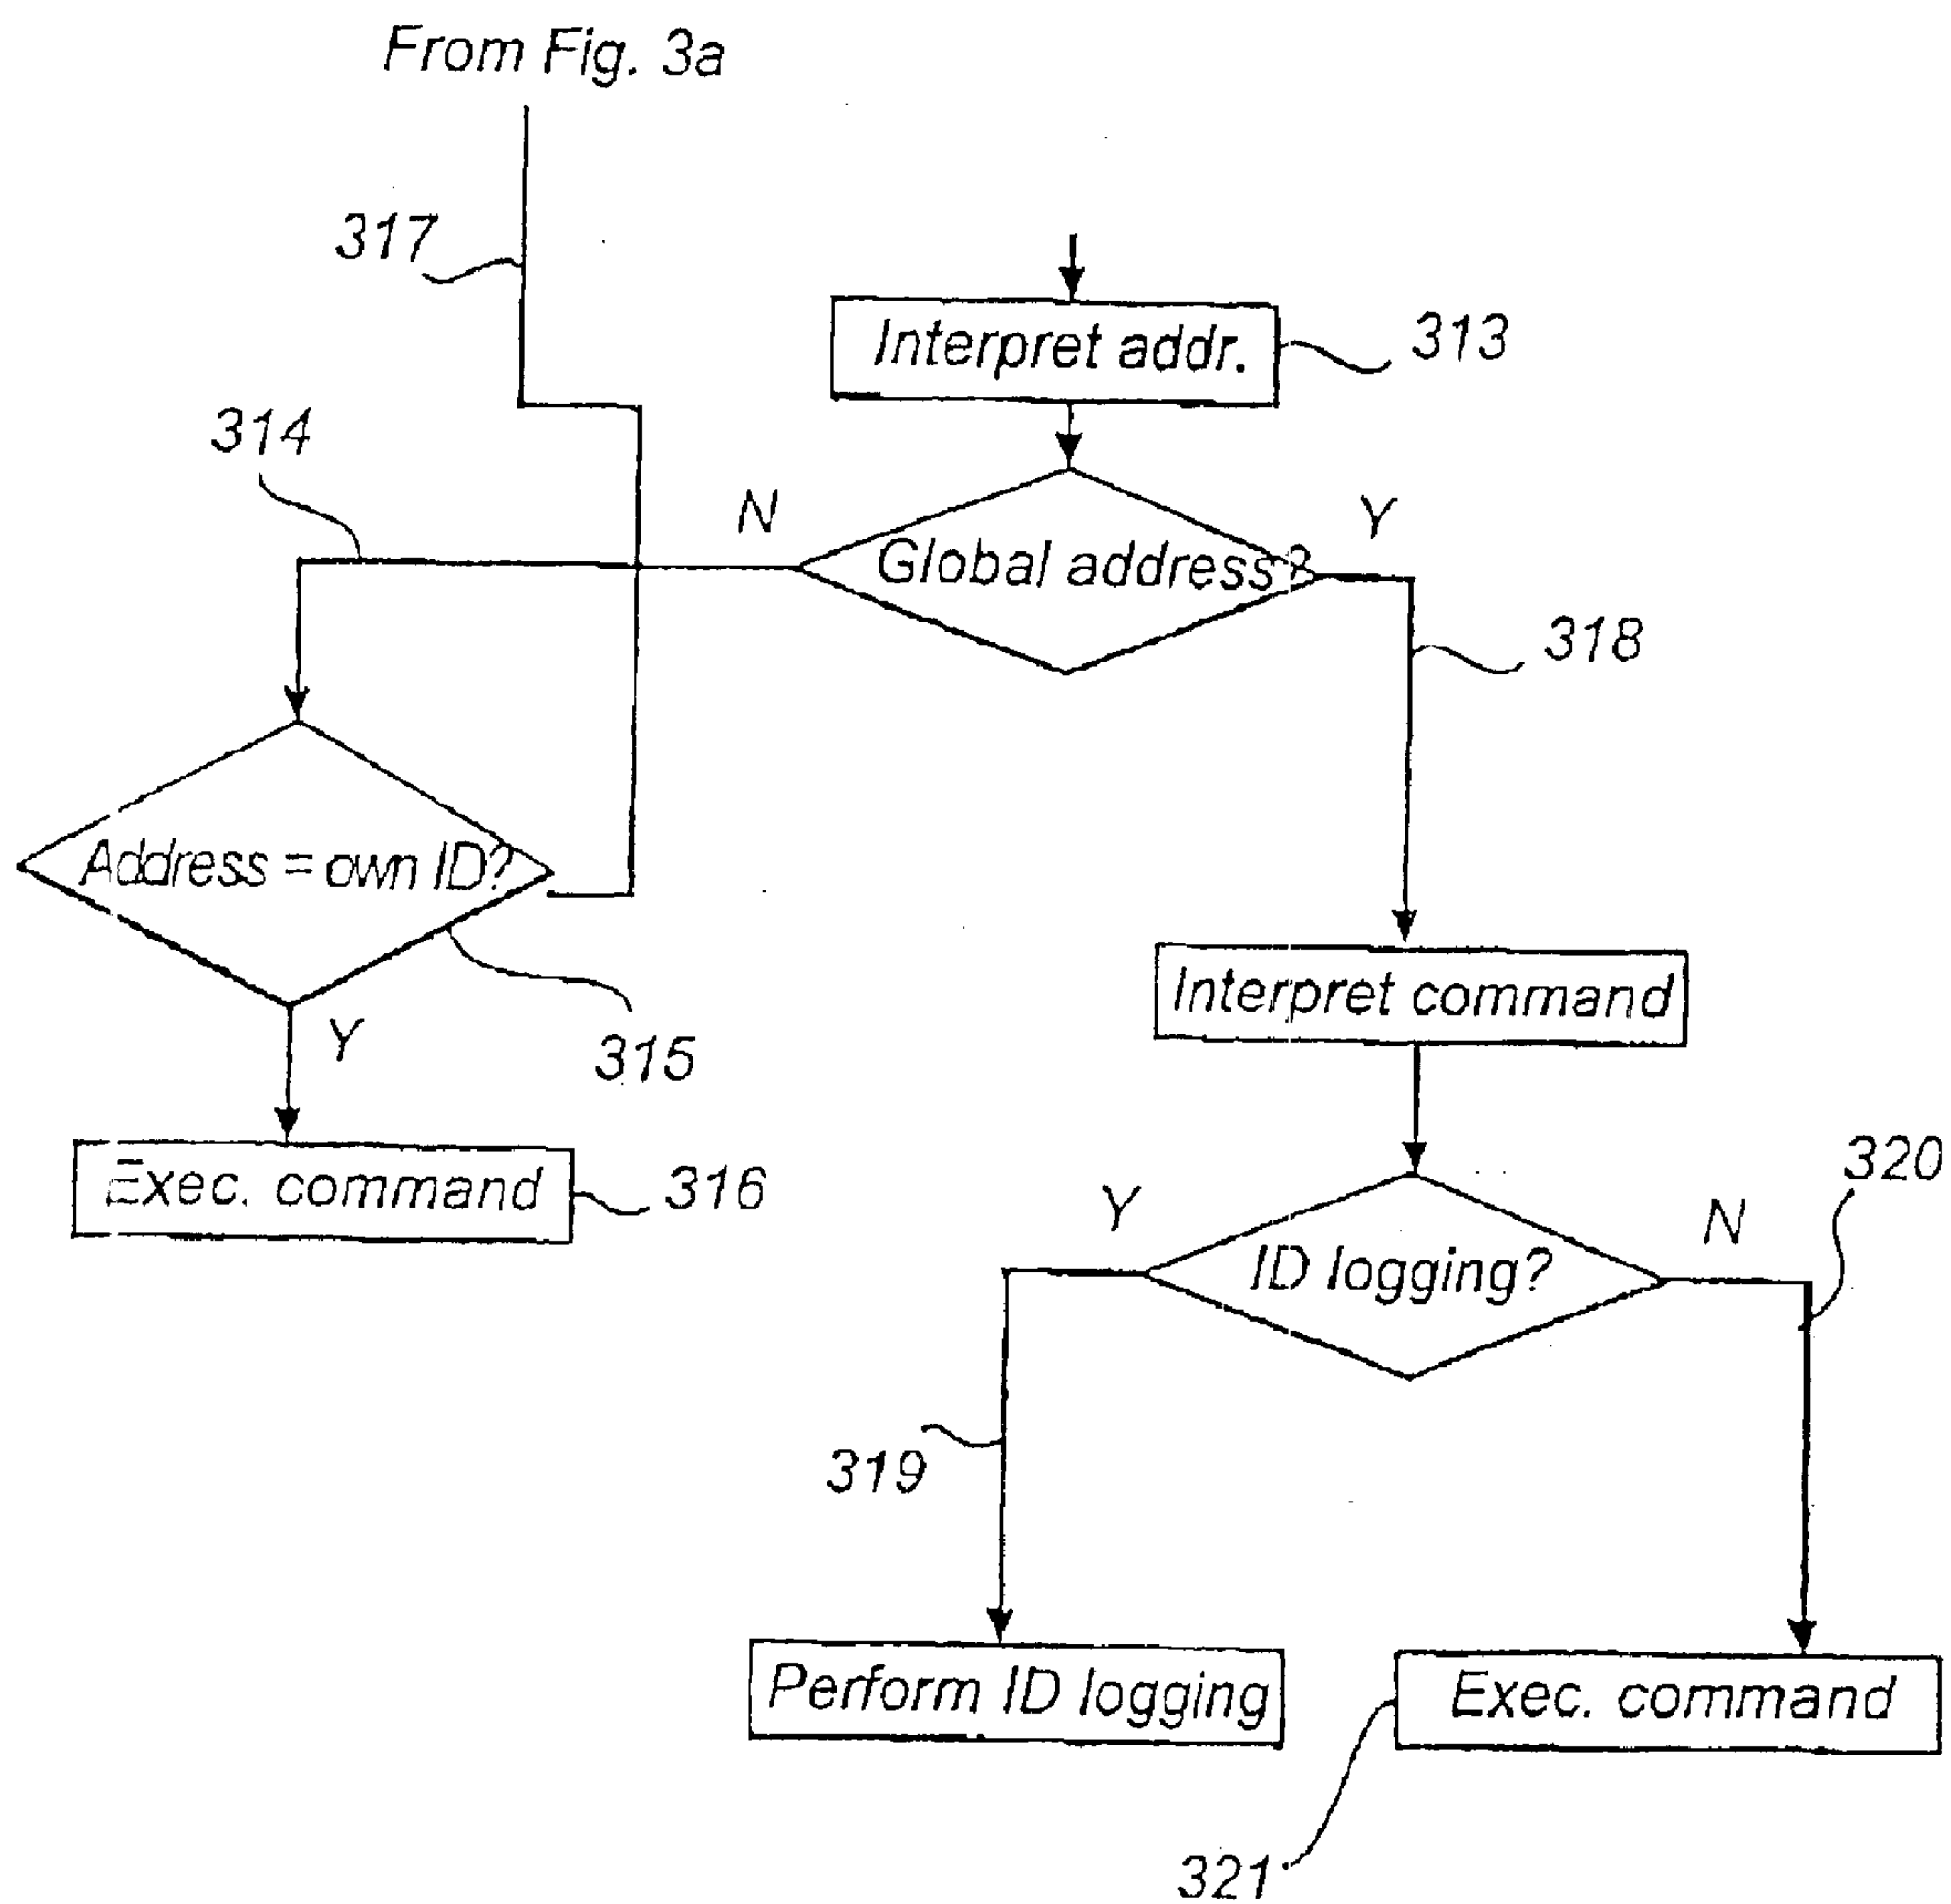 From Fig. 3a
317
Interpret addr.
313
314
N
Global address?
Y
318
Address = own ID?
Y
315
Interpret command
Exec. command
316
Y
ID logging?
N
320
319
Perform ID logging
Exec. command
321